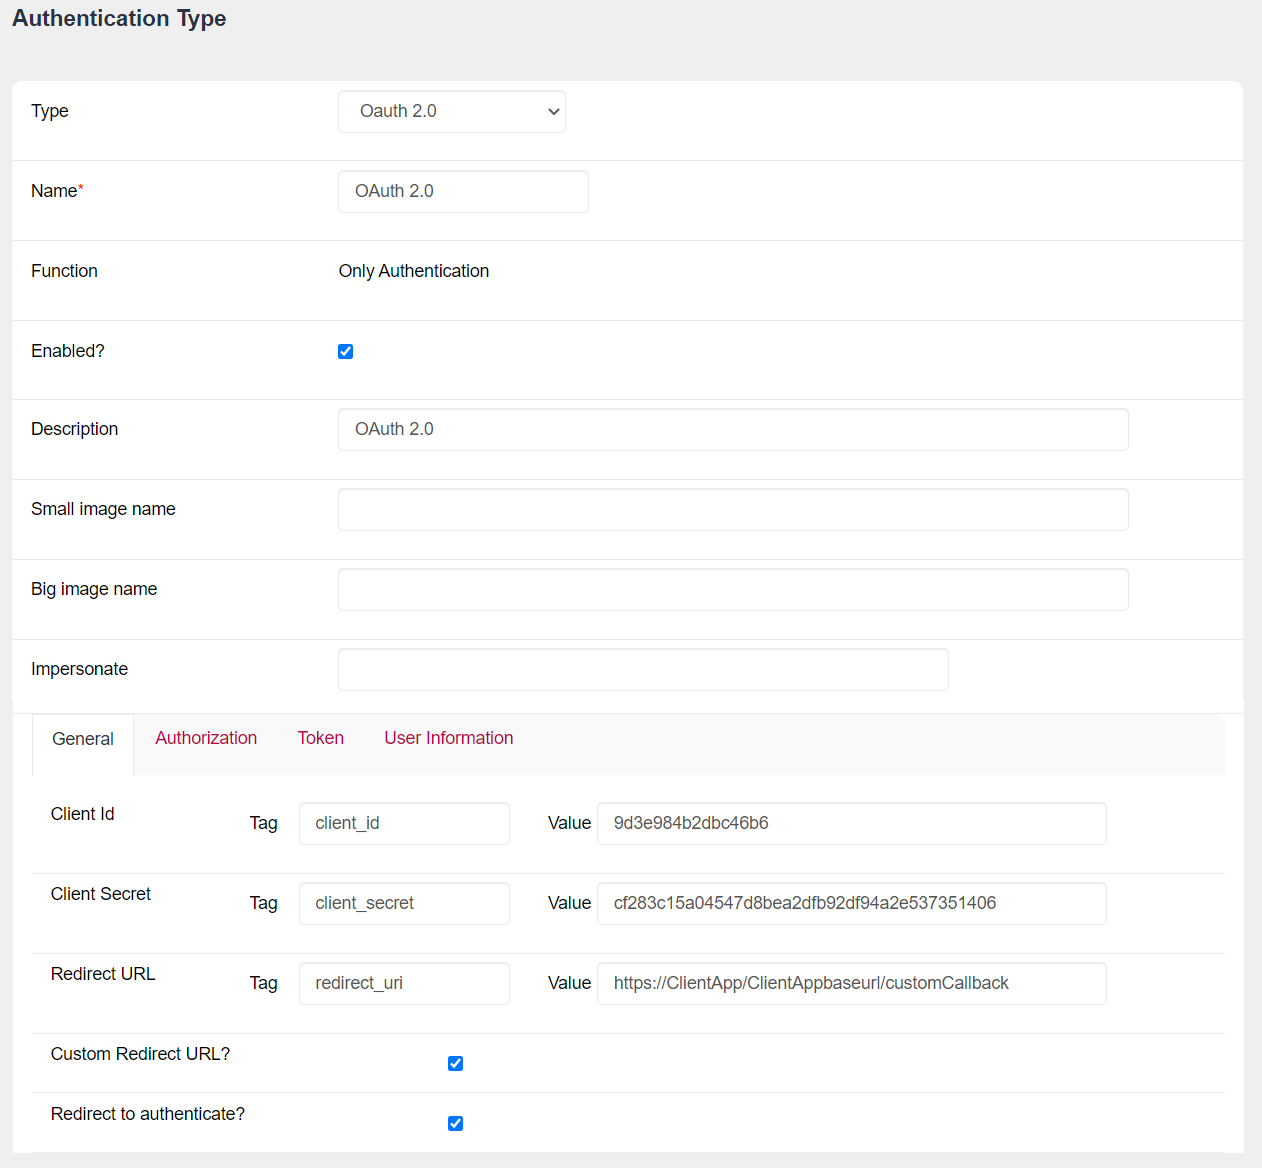 Authentication Type
Type Oauth 2.0
Name* OAuth 2.0
Function Only Authentication
Enabled?
Description OAuth 2.0
Small image name
Big image name
Impersonate
General Authorization Token User Information
Client Id Tag client_id Value 9d3e984b2dbc46b6
Client Secret Tag client_secret Value cf283c15a04547d8bea2dfb92df94a2e537351406
Redirect URL Tag redirect_uri Value https://ClientApp/ClientAppbaseurl/customCallback
Custom Redirect URL?
Redirect to authenticate?